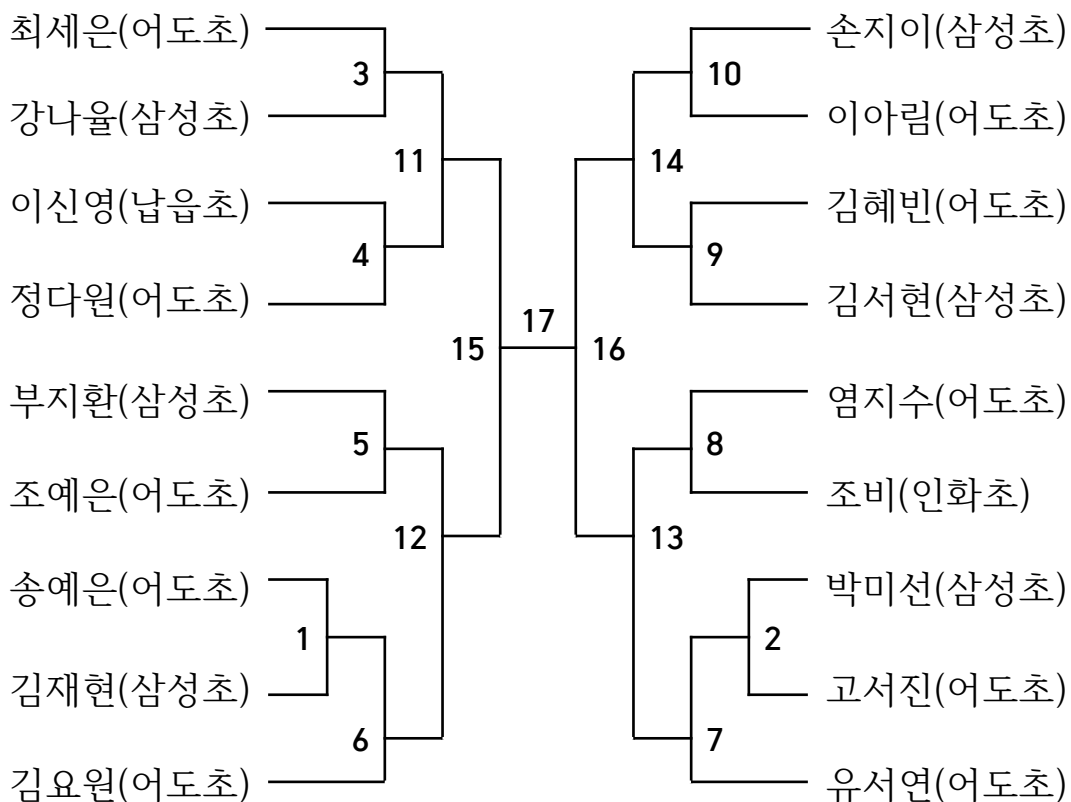 최세은(어도초)
손지이(삼성초)
3
10
강나율(삼성초)
이아림(어도초)
11
14
이신영(납읍초)
김혜빈(어도초)
4
9
정다원(어도초)
김서현(삼성초)
17
15
16
부지환(삼성초)
염지수(어도초)
5
8
조예은(어도초)
조비(인화초)
12
13
송예은(어도초)
박미선(삼성초)
1
2
김재현(삼성초)
고서진(어도초)
6
7
김요원(어도초)
유서연(어도초)